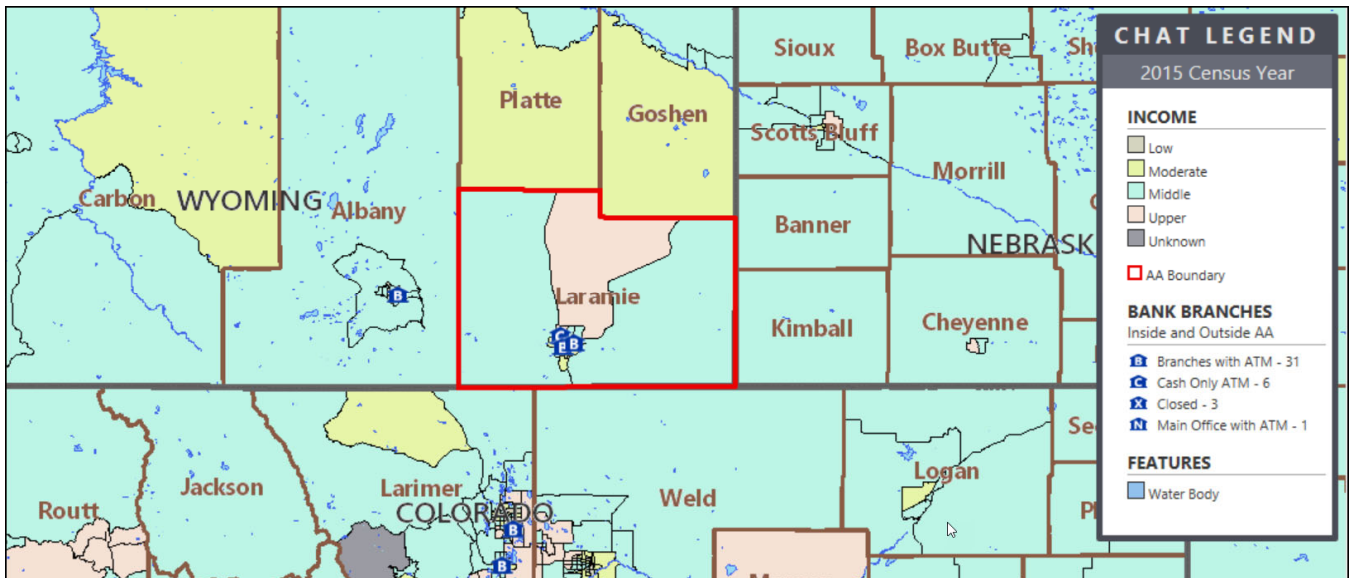 Sioux
Box Butte
Platte
Goshen
Scotts Bluff
Morrill
Carbon
WYOMING
Albany
Banner
NEBRASK
Laramie
Kimball
Cheyenne
Jackson
Larimer
COLORADO
Weld
Logan
Routt
CHAT LEGEND
2015 Census Year
INCOME
Low
Moderate
Middle
Upper
Unknown
AA Boundary
BANK BRANCHES
Inside and Outside AA
B Branches with ATM - 31
C Cash Only ATM - 6
X Closed - 3
N Main Office with ATM - 1
FEATURES
Water Body